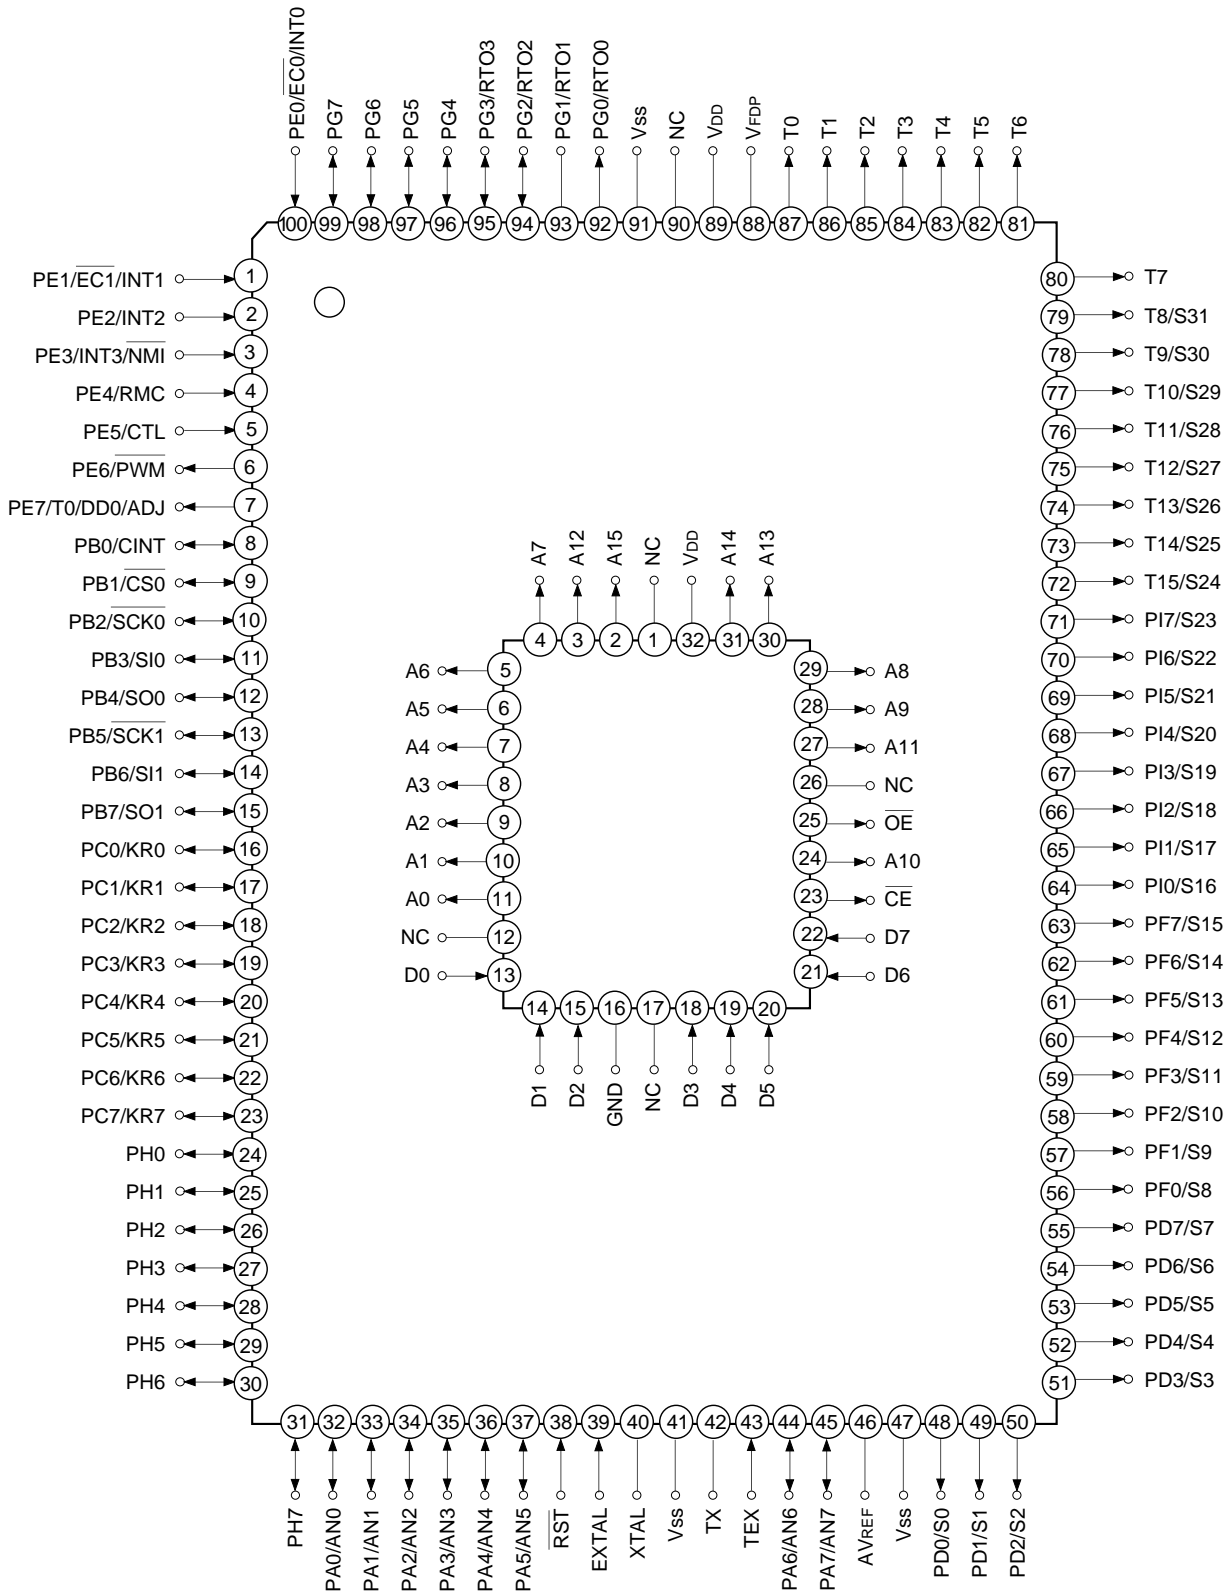 PE0/EC0/INT0
PG7
PG6
PG5
PG4
PG3/RTO3
PG2/RTO2
PG1/RTO1
PG0/RTO0
Vss
NC
VDD
VFDP
T0
T1
T2
T3
T4
T5
T6
100 99 98 97 96 95 94 93 92 91 90 89 88 87 86 85 84 83 82 81
PE1/EC1/INT1 1
PE2/INT2 2
PE3/INT3/NMI 3
PE4/RMC 4
PE5/CTL 5
PE6/PWM 6
PE7/T0/DD0/ADJ 7
PB0/CINT 8
PB1/CS0 9
PB2/SCK0 10
PB3/SI0 11
PB4/SO0 12
PB5/SCK1 13
PB6/SI1 14
PB7/SO1 15
PC0/KR0 16
PC1/KR1 17
PC2/KR2 18
PC3/KR3 19
PC4/KR4 20
PC5/KR5 21
PC6/KR6 22
PC7/KR7 23
PH0 24
PH1 25
PH2 26
PH3 27
PH4 28
PH5 29
PH6 30
A7
A12
A15
NC
VDD
A14
A13
4 3 2 1 32 31 30
A6 5
A5 6
A4 7
A3 8
A2 9
A1 10
A0 11
NC 12
D0 13
29 A8
28 A9
27 A11
26 NC
25 OE
24 A10
23 CE
22 D7
21 D6
14 15 16 17 18 19 20
D1
D2
GND
NC
D3
D4
D5
80 T7
79 T8/S31
78 T9/S30
77 T10/S29
76 T11/S28
75 T12/S27
74 T13/S26
73 T14/S25
72 T15/S24
71 PI7/S23
70 PI6/S22
69 PI5/S21
68 PI4/S20
67 PI3/S19
66 PI2/S18
65 PI1/S17
64 PI0/S16
63 PF7/S15
62 PF6/S14
61 PF5/S13
60 PF4/S12
59 PF3/S11
58 PF2/S10
57 PF1/S9
56 PF0/S8
55 PD7/S7
54 PD6/S6
53 PD5/S5
52 PD4/S4
51 PD3/S3
31 32 33 34 35 36 37 38 39 40 41 42 43 44 45 46 47 48 49 50
PH7
PA0/AN0
PA1/AN1
PA2/AN2
PA3/AN3
PA4/AN4
PA5/AN5
RST
EXTAL
XTAL
Vss
TX
TEX
PA6/AN6
PA7/AN7
AVREF
Vss
PD0/S0
PD1/S1
PD2/S2